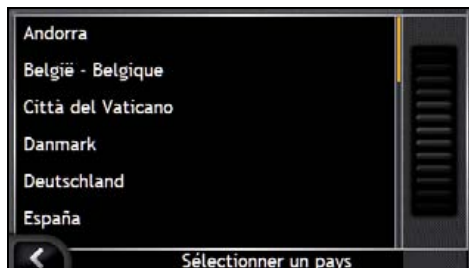 Andorra
België - Belgique
Città del Vaticano
Danmark
Deutschland
España
Sélectionner un pays